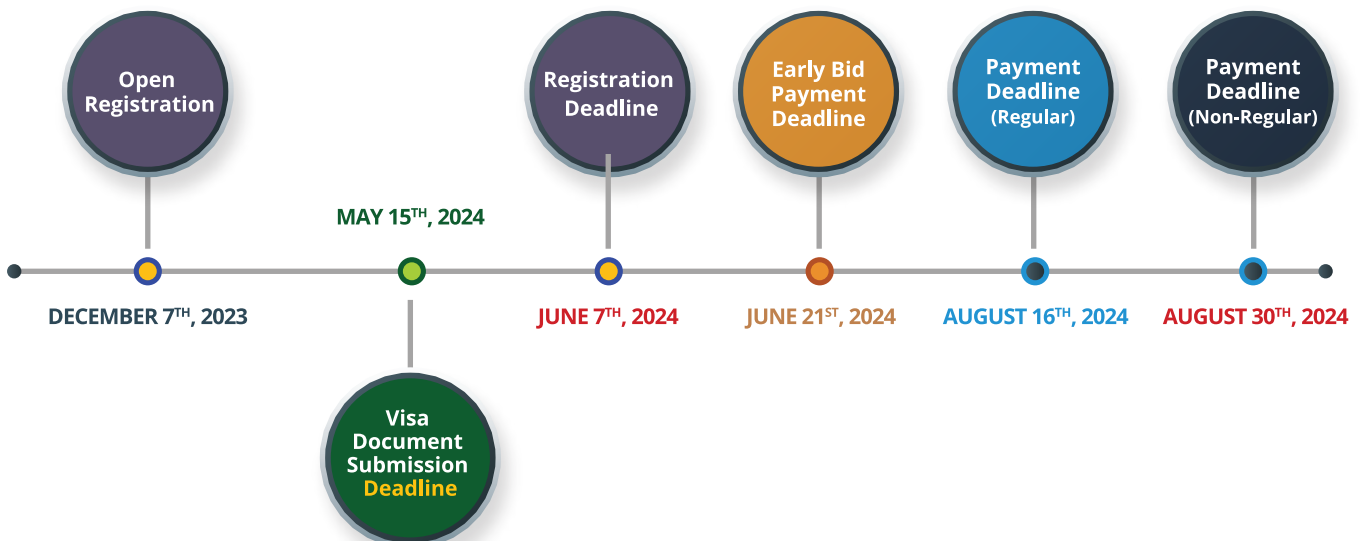 Open
Registration
Registration
Deadline
Early Bid
Payment
Deadline
Payment
Deadline
(Regular)
Payment
Deadline
(Non-Regular)
MAY 15TH, 2024
DECEMBER 7TH, 2023
JUNE 7TH, 2024
JUNE 21ST, 2024
AUGUST 16TH, 2024
AUGUST 30TH, 2024
Visa
Document
Submission
Deadline